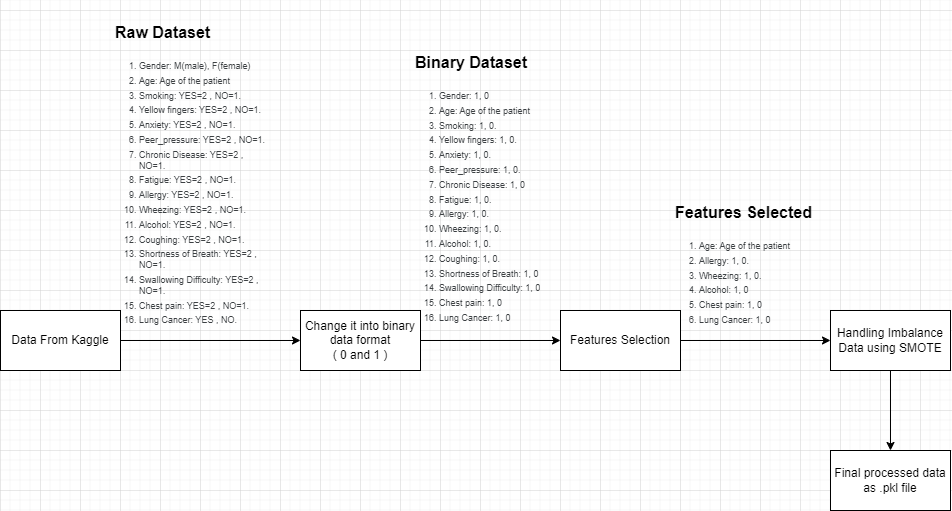 Raw Dataset
1. Gender: M(male), F(female)
2. Age: Age of the patient
3. Smoking: YES=2 , NO=1.
4. Yellow fingers: YES=2 , NO=1.
5. Anxiety: YES=2 , NO=1.
6. Peer_pressure: YES=2 , NO=1.
7. Chronic Disease: YES=2 ,
NO=1.
8. Fatigue: YES=2 , NO=1.
9. Allergy: YES=2 , NO=1.
10. Wheezing: YES=2 , NO=1.
11. Alcohol: YES=2 , NO=1.
12. Coughing: YES=2 , NO=1.
13. Shortness of Breath: YES=2 ,
NO=1.
14. Swallowing Difficulty: YES=2 ,
NO=1.
15. Chest pain: YES=2 , NO=1.
16. Lung Cancer: YES , NO.
Binary Dataset
1. Gender: 1, 0
2. Age: Age of the patient
3. Smoking: 1, 0.
4. Yellow fingers: 1, 0.
5. Anxiety: 1, 0.
6. Peer_pressure: 1, 0.
7. Chronic Disease: 1, 0
8. Fatigue: 1, 0.
9. Allergy: 1, 0.
10. Wheezing: 1, 0.
11. Alcohol: 1, 0.
12. Coughing: 1, 0.
13. Shortness of Breath: 1, 0
14. Swallowing Difficulty: 1, 0
15. Chest pain: 1, 0
16. Lung Cancer: 1, 0
Features Selected
1. Age: Age of the patient
2. Allergy: 1, 0.
3. Wheezing: 1, 0.
4. Alcohol: 1, 0
5. Chest pain: 1, 0
6. Lung Cancer: 1, 0
Data From Kaggle
Change it into binary
data format
( 0 and 1 )
Features Selection
Handling Imbalance
Data using SMOTE
Final processed data
as .pkl file